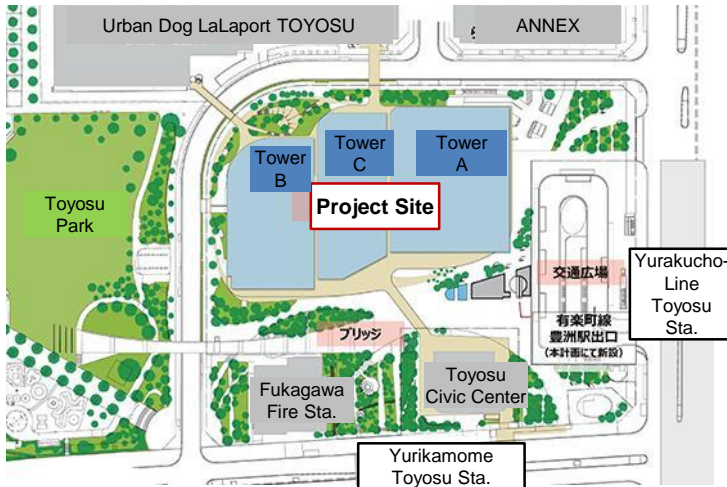 Urban Dog LaLaport TOYOSU
ANNEX
Tower
B
Tower
C
Tower
A
Project Site
Toyosu
Park
交通広場
Yurakucho-
Line
Toyosu
Sta.
有楽町線
豊洲駅出口
(本計画にて新設)
ブリッジ
Fukagawa
Fire Sta.
Toyosu
Civic Center
Yurikamome
Toyosu Sta.